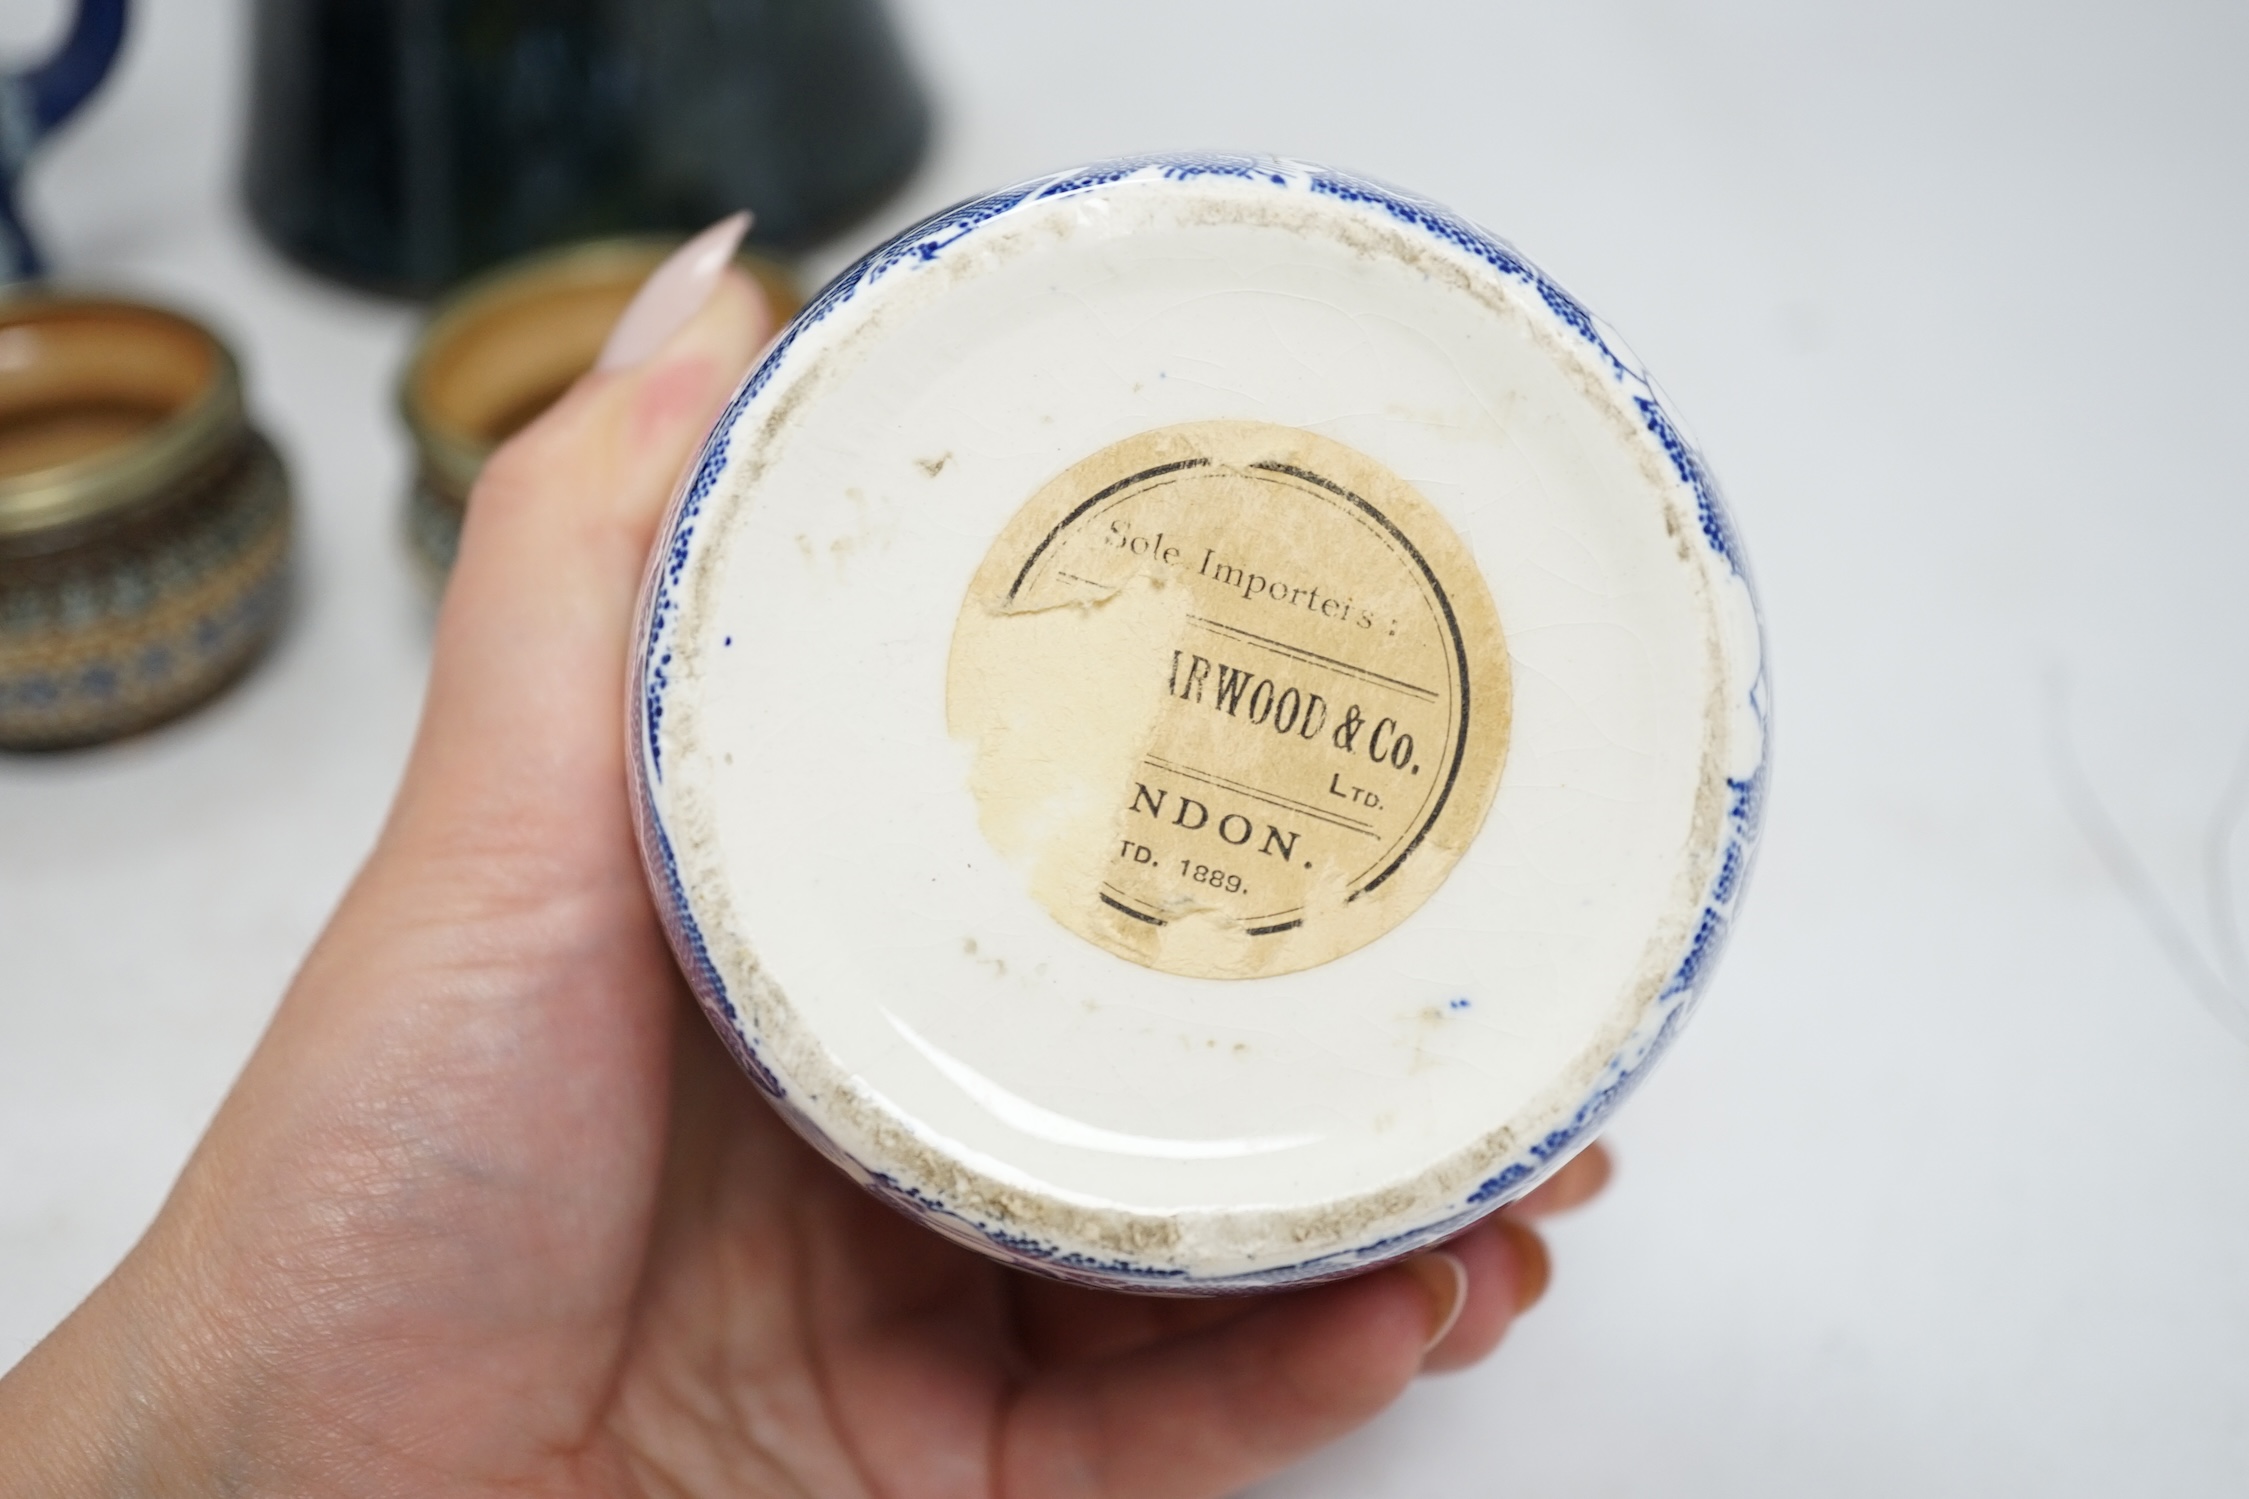 Sole Importers :
RWOOD & Co.
LTD.
NDON.
TD. 1889.